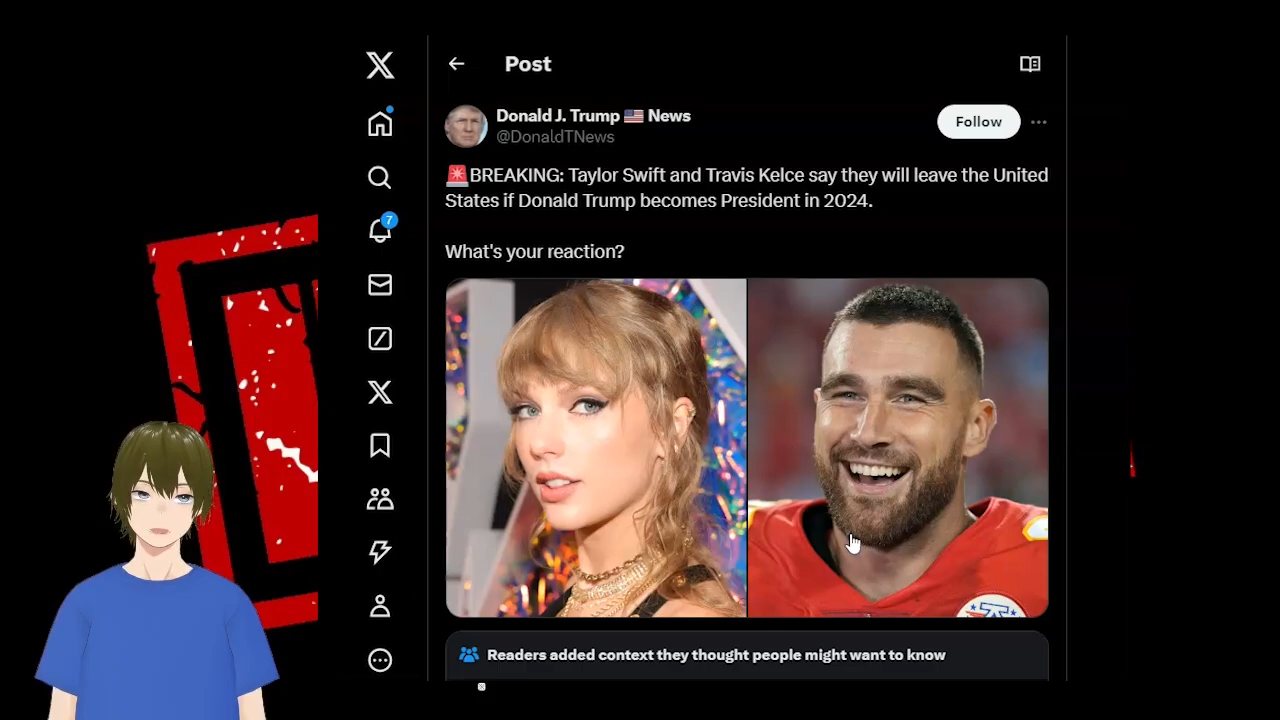 Post
Donald J. Trump 🇺🇸 News
@DonaldTNews
Follow
🚨BREAKING: Taylor Swift and Travis Kelce say they will leave the United
States if Donald Trump becomes President in 2024.
What's your reaction?
7
Readers added context they thought people might want to know